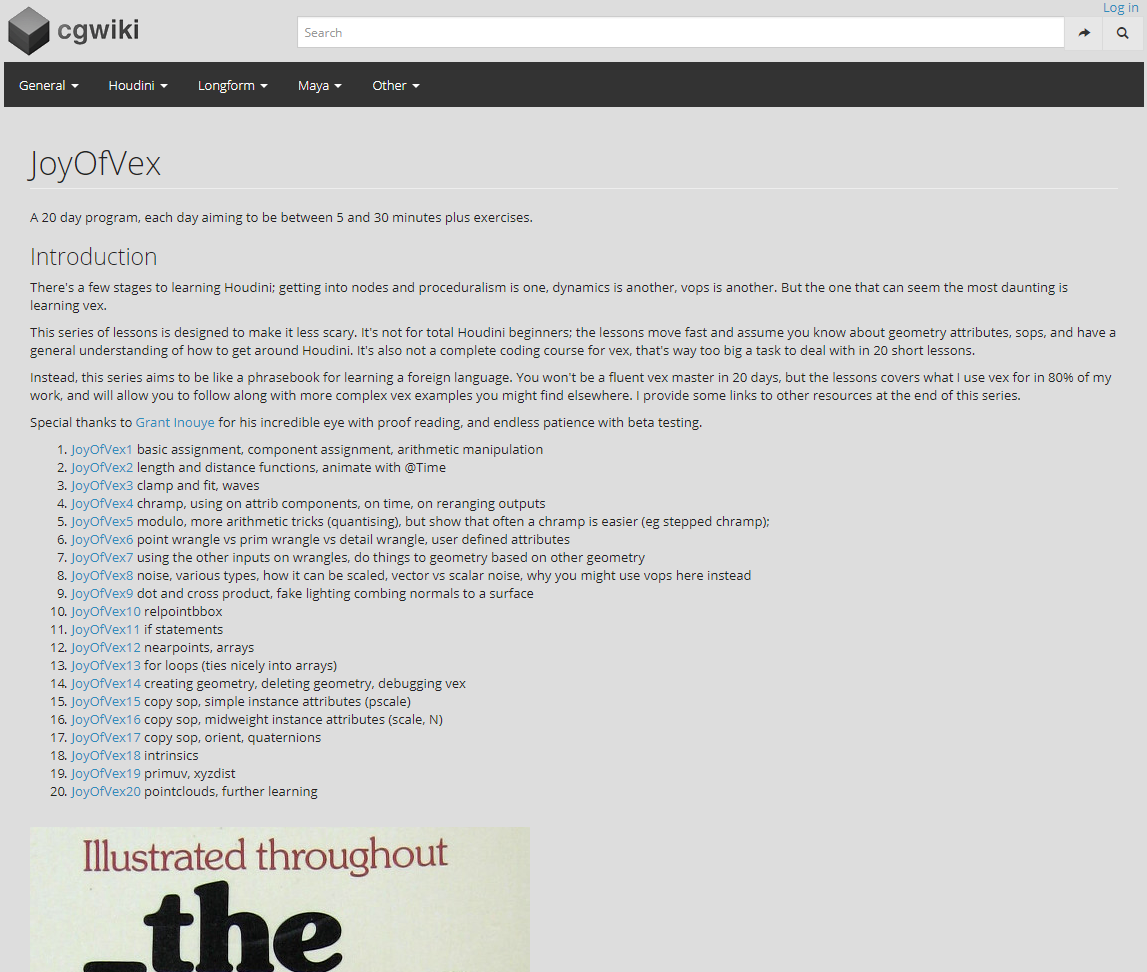 Log in
cgwiki
Search
General Houdini Longform Maya Other
JoyOfVex
A 20 day program, each day aiming to be between 5 and 30 minutes plus exercises.
Introduction
There's a few stages to learning Houdini; getting into nodes and proceduralism is one, dynamics is another, vops is another. But the one that can seem the most daunting is
learning vex.
This series of lessons is designed to make it less scary. It's not for total Houdini beginners; the lessons move fast and assume you know about geometry attributes, sops, and have a
general understanding of how to get around Houdini. It's also not a complete coding course for vex, that's way too big a task to deal with in 20 short lessons.
Instead, this series aims to be like a phrasebook for learning a foreign language. You won't be a fluent vex master in 20 days, but the lessons covers what I use vex for in 80% of my
work, and will allow you to follow along with more complex vex examples you might find elsewhere. I provide some links to other resources at the end of this series.
Special thanks to Grant Inouye for his incredible eye with proof reading, and endless patience with beta testing.
1. JoyOfVex1 basic assignment, component assignment, arithmetic manipulation
2. JoyOfVex2 length and distance functions, animate with @Time
3. JoyOfVex3 clamp and fit, waves
4. JoyOfVex4 chramp, using on attrib components, on time, on reranging outputs
5. JoyOfVex5 modulo, more arithmetic tricks (quantising), but show that often a chramp is easier (eg stepped chramp);
6. JoyOfVex6 point wrangle vs prim wrangle vs detail wrangle, user defined attributes
7. JoyOfVex7 using the other inputs on wrangles, do things to geometry based on other geometry
8. JoyOfVex8 noise, various types, how it can be scaled, vector vs scalar noise, why you might use vops here instead
9. JoyOfVex9 dot and cross product, fake lighting combing normals to a surface
10. JoyOfVex10 relpointbbox
11. JoyOfVex11 if statements
12. JoyOfVex12 nearpoints, arrays
13. JoyOfVex13 for loops (ties nicely into arrays)
14. JoyOfVex14 creating geometry, deleting geometry, debugging vex
15. JoyOfVex15 copy sop, simple instance attributes (pscale)
16. JoyOfVex16 copy sop, midweight instance attributes (scale, N)
17. JoyOfVex17 copy sop, orient, quaternions
18. JoyOfVex18 intrinsics
19. JoyOfVex19 primuv, xyzdist
20. JoyOfVex20 pointclouds, further learning
Illustrated throughout
the